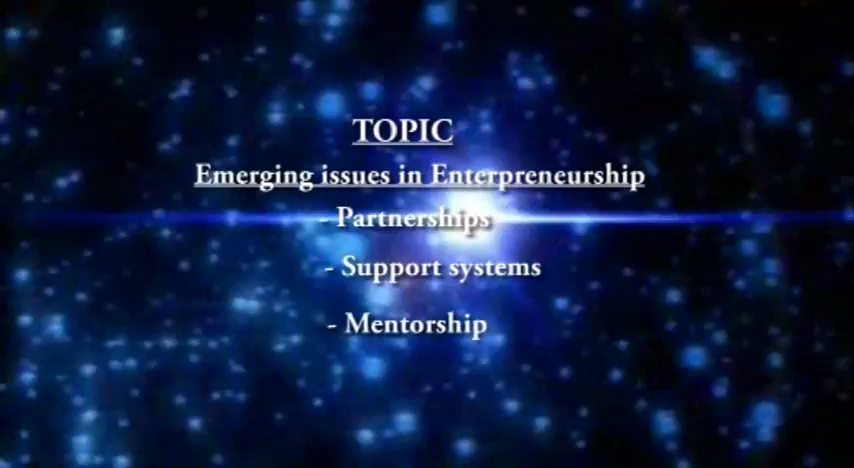 TOPIC
Emerging issues in Enterpreneurship
- Partnerships
- Support systems
- Mentorship